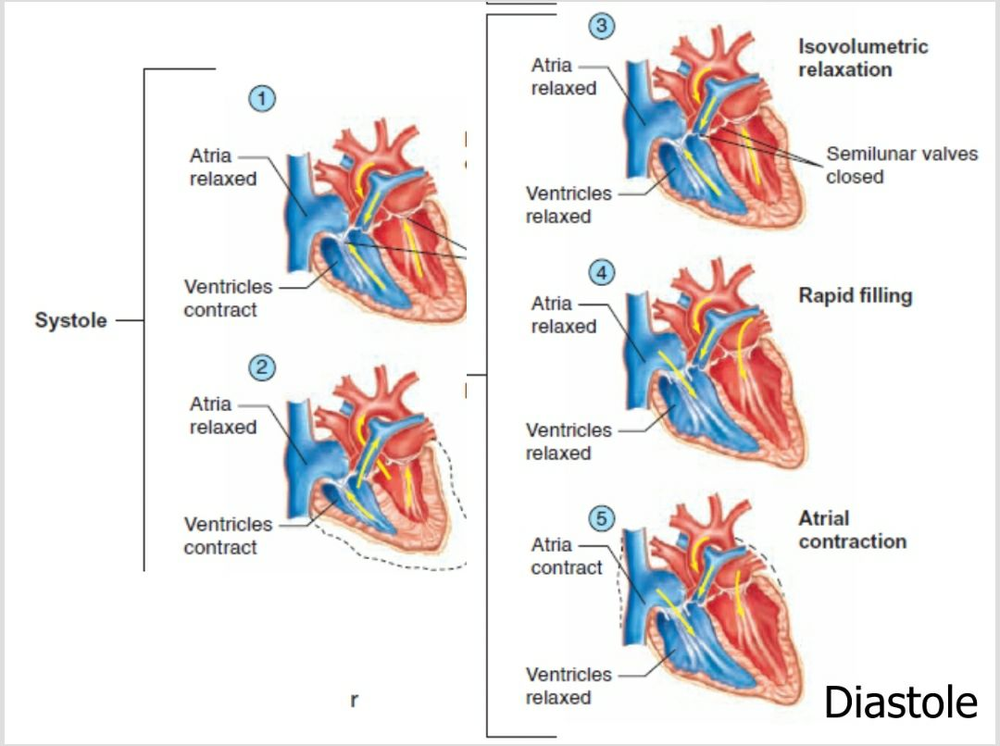 Systole
1
Atria
relaxed
Ventricles
contract
2
Atria
relaxed
Ventricles
contract
r
3
Isovolumetric
relaxation
Atria
relaxed
Semilunar valves
closed
Ventricles
relaxed
4
Rapid filling
Atria
relaxed
Ventricles
relaxed
5
Atrial
contraction
Atria
contract
Ventricles
relaxed
Diastole